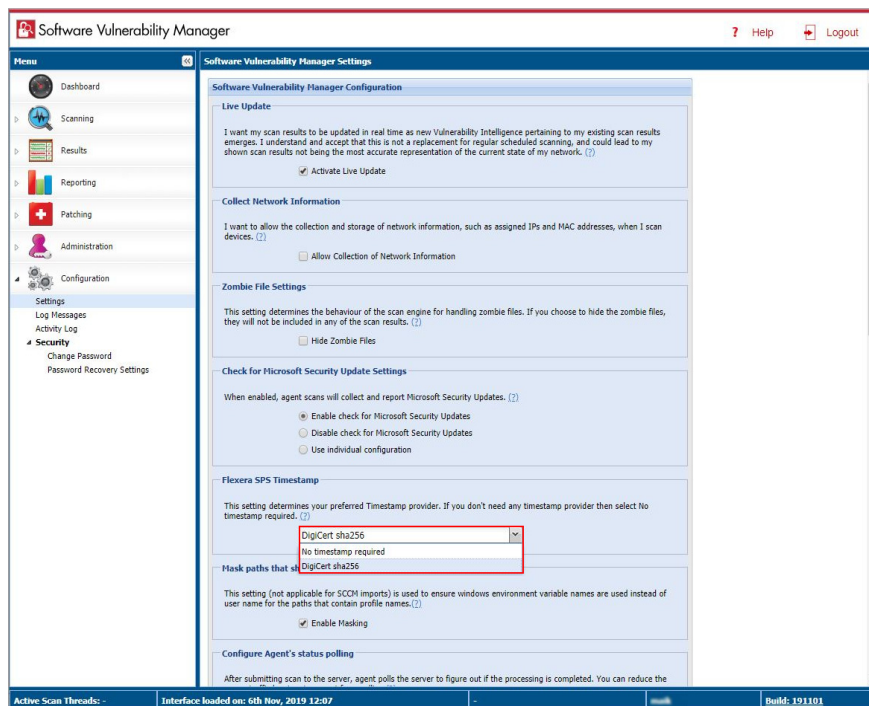 Software Vulnerability Manager
? Help
Logout
Menu
Dashboard
Scanning
Results
Reporting
Patching
Administration
Configuration
Settings
Log Messages
Activity Log
Security
Change Password
Password Recovery Settings
Software Vulnerability Manager Settings
Software Vulnerability Manager Configuration
Live Update
I want my scan results to be updated in real time as new Vulnerability Intelligence pertaining to my existing scan results
emerges. I understand and accept that this is not a replacement for regular scheduled scanning, and could lead to my
shown scan results not being the most accurate representation of the current state of my network. (?)
Activate Live Update
Collect Network Information
I want to allow the collection and storage of network information, such as assigned IPs and MAC addresses, when I scan
devices. (?)
Allow Collection of Network Information
Zombie File Settings
This setting determines the behaviour of the scan engine for handling zombie files. If you choose to hide the zombie files,
they will not be included in any of the scan results. (?)
Hide Zombie Files
Check for Microsoft Security Update Settings
When enabled, agent scans will collect and report Microsoft Security Updates. (?)
Enable check for Microsoft Security Updates
Disable check for Microsoft Security Updates
Use individual configuration
Flexera SPS Timestamp
This setting determines your preferred Timestamp provider. If you don't need any timestamp provider then select No
timestamp required. (?)
DigiCert sha256
No timestamp required
DigiCert sha256
Mask paths that sh
This setting (not applicable for SCCM imports) is used to ensure windows environment variable names are used instead of
user name for the paths that contain profile names.(?)
Enable Masking
Configure Agent's status polling
After submitting scan to the server, agent polls the server to figure out if the processing is completed. You can reduce the
Active Scan Threads: -
Interface loaded on: 6th Nov, 2019 12:07
-
Build: 191101